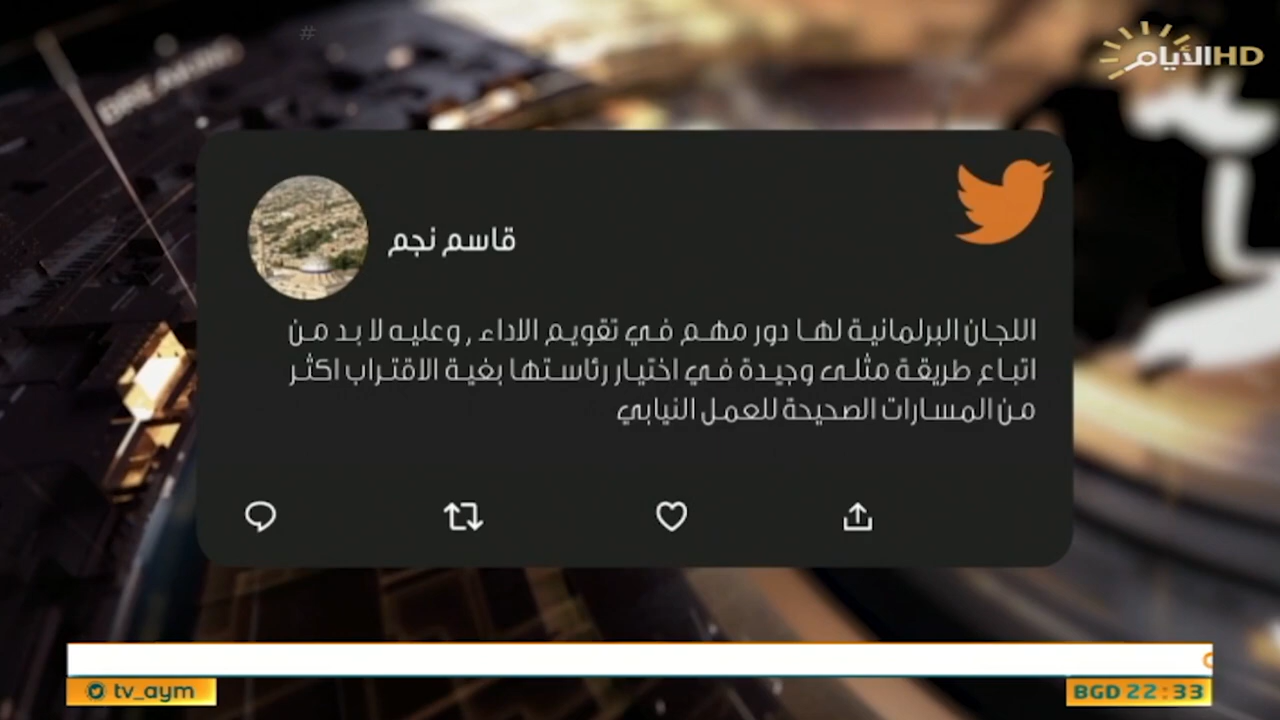 #
الأيام HD
قاسم نجم
اللجان البرلمانية لها دور مهم في تقويم الاداء , وعليه لا بد من
اتباع طريقة مثلى وجيدة في اختيار رئاستها بغية الاقتراب اكثر
من المسارات الصحيحة للعمل النيابي
tv_aym
BGD 22:33